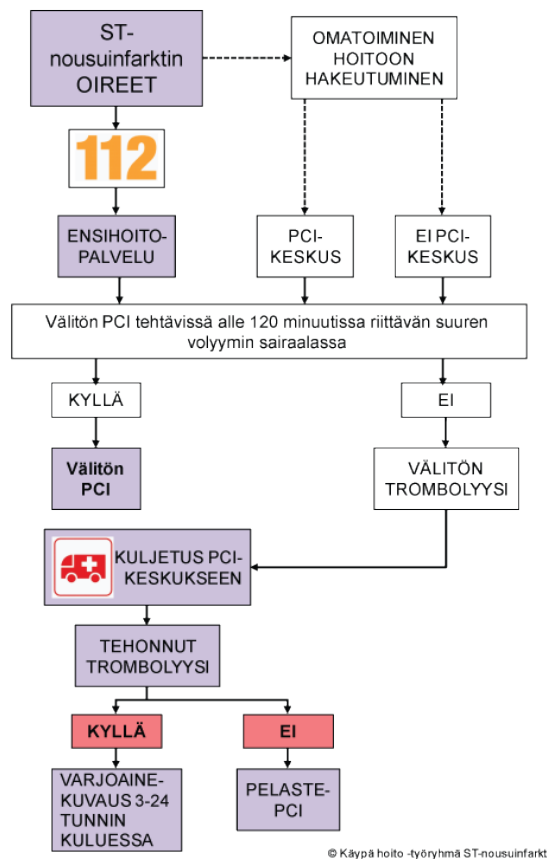 ST-
nousuinfarktin
OIREET
OMATOIMINEN
HOITOON
HAKEUTUMINEN
112
ENSIHOITO-
PALVELU
PCI-
KESKUS
EI PCI-
KESKUS
Välitön PCI tehtävissä alle 120 minuutissa riittävän suuren
volyymin sairaalassa
KYLLÄ
EI
Välitön
PCI
VÄLITÖN
TROMBOLYYSI
KULJETUS PCI-
KESKUKSEEN
TEHONNUT
TROMBOLYYSI
KYLLÄ
EI
VARJOAINE-
KUVAUS 3-24
TUNNIN
KULUESSA
PELASTE-
PCI
© Käypä hoito -työryhmä ST-nousuinfarkt